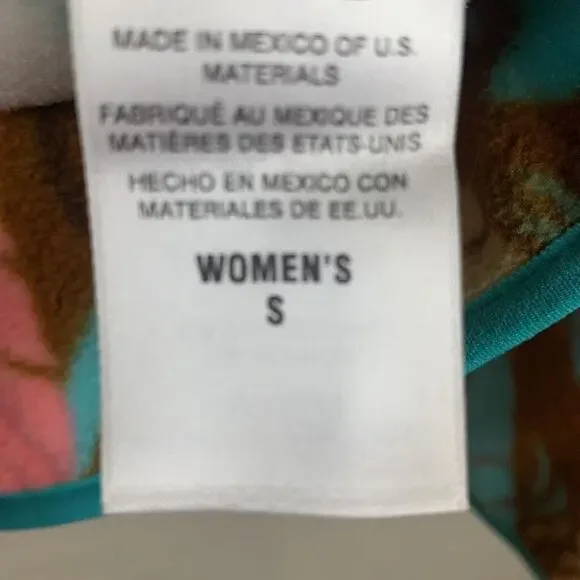 MADE IN MEXICO OF U.S.
MATERIALS
FABRIQUÉ AU MEXIQUE DES
MATIÈRES DES ETATS-UNIS
HECHO EN MEXICO CON
MATERIALES DE EE.UU.
WOMEN'S
S